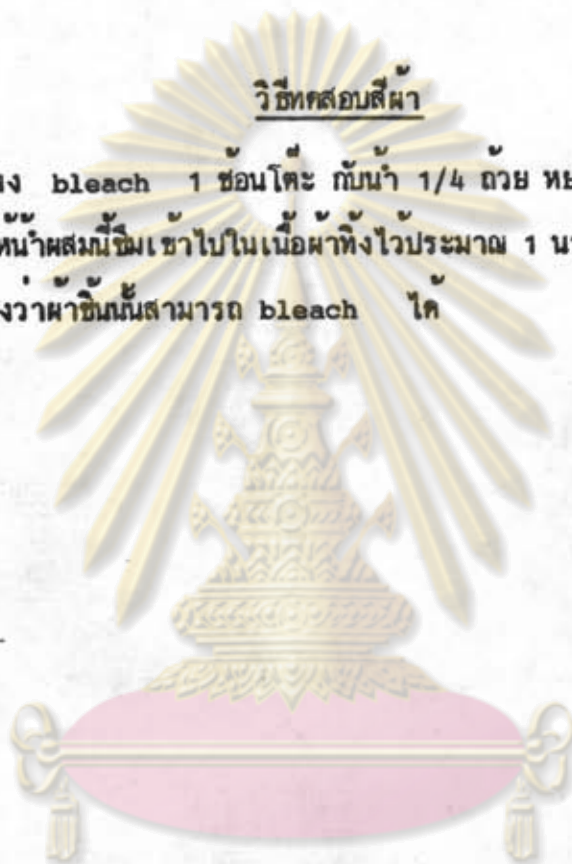 วิธีทดสอบสีผ้า
bleach 1 ช้อนโต๊ะ กับน้ำ 1/4 ถ้วย
น้ำผสมนี้ซึมเข้าไปในเนื้อผ้าทิ้งไว้ประมาณ 1
ว่าผ้าชิ้นนั้นสามารถ bleach ได้